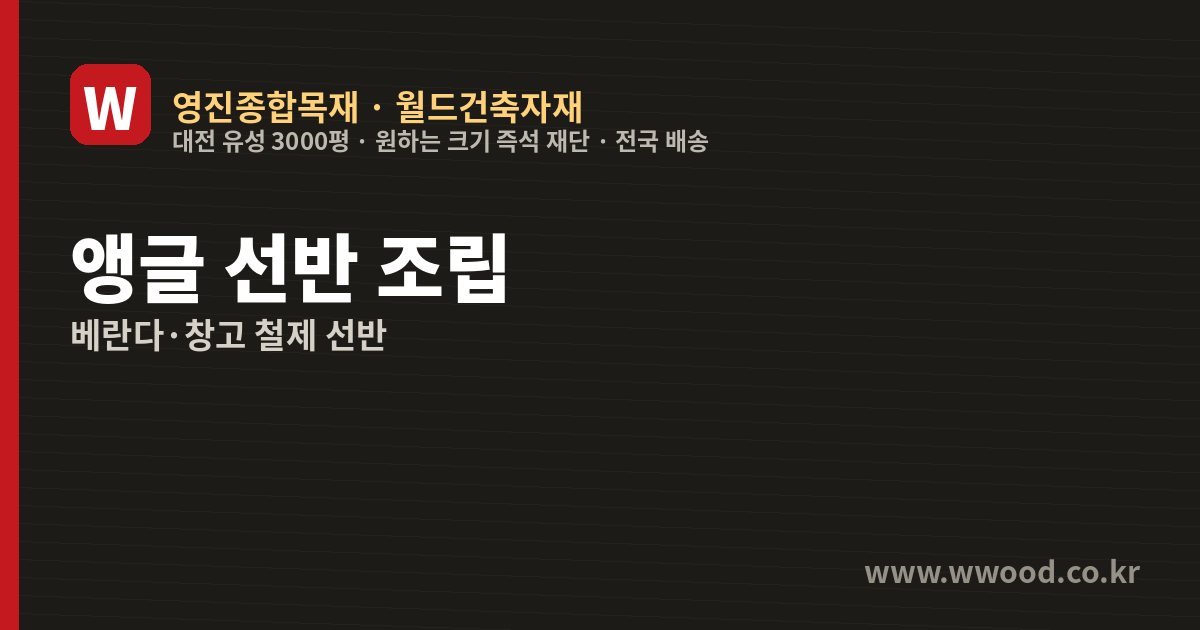 W
영진종합목재 · 월드건축자재
대전 유성 3000평 · 원하는 크기 즉석 재단 · 전국 배송
앵글 선반 조립
베란다·창고 철제 선반
www.wwood.co.kr